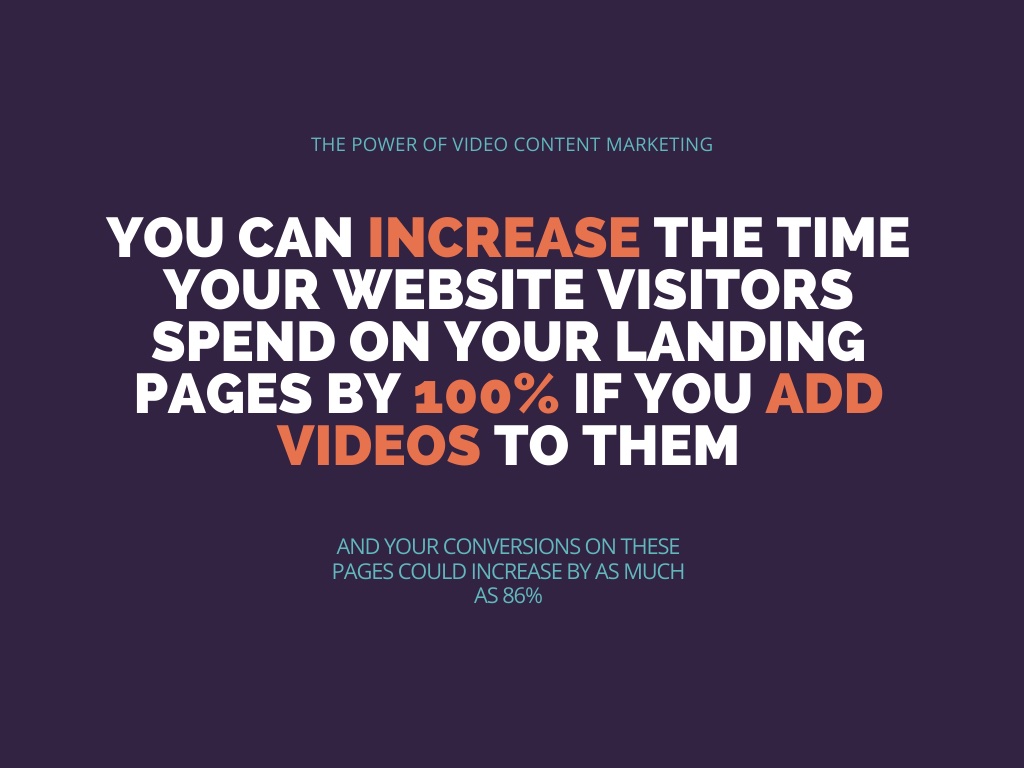 THE POWER OF VIDEO CONTENT MARKETING
YOU CAN INCREASE THE TIME
YOUR WEBSITE VISITORS
SPEND ON YOUR LANDING
PAGES BY 100% IF YOU ADD
VIDEOS TO THEM
AND YOUR CONVERSIONS ON THESE
PAGES COULD INCREASE BY AS MUCH
AS 86%